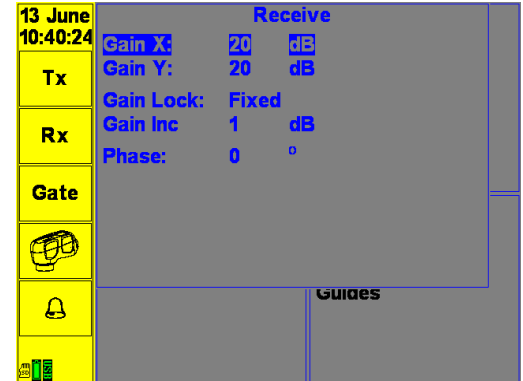 13 June
10:40:24
Tx
Rx
Gate
Receive
Gain X: 20 dB
Gain Y: 20 dB
Gain Lock: Fixed
Gain Inc 1 dB
Phase: 0 °
Guides